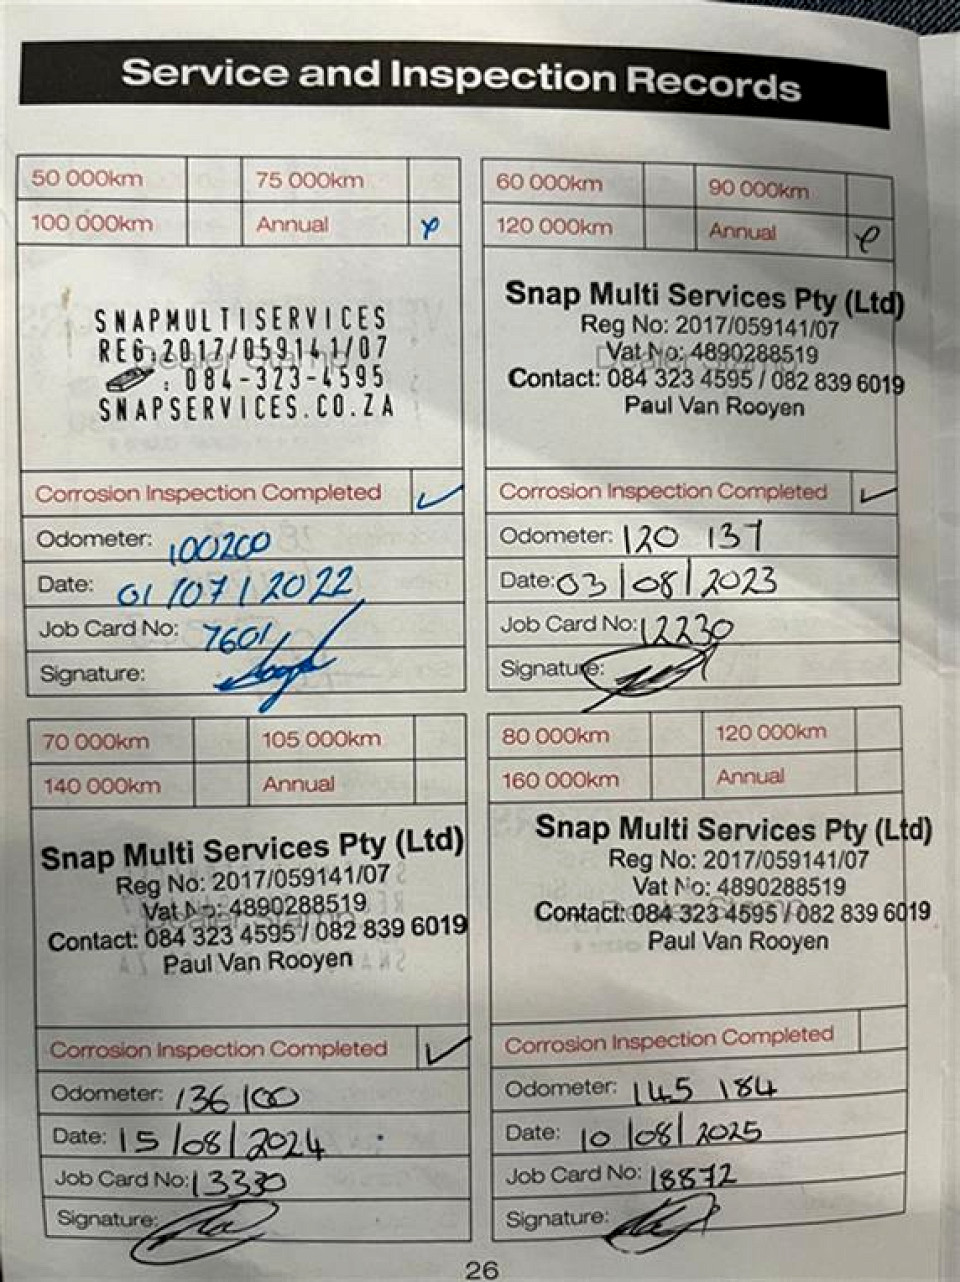 Service and Inspection Records
50 000km 75 000km
100 000km Annual
SNAPMULTISERVICES
REG:2017/059141/07
: 084-323-4595
SNAPSERVICES.CO.ZA
Corrosion Inspection Completed
Odometer: 100200
Date: 01/07/2022
Job Card No: 7601
Signature:
60 000km 90 000km
120 000km Annual
Snap Multi Services Pty (Ltd)
Reg No: 2017/059141/07
Vat No: 4890288519
Contact: 084 323 4595 / 082 839 6019
Paul Van Rooyen
Corrosion Inspection Completed
Odometer: 120 137
Date: 03/08/2023
Job Card No: 12230
Signature:
70 000km 105 000km
140 000km Annual
Snap Multi Services Pty (Ltd)
Reg No: 2017/059141/07
Vat No: 4890288519
Contact: 084 323 4595 / 082 839 6019
Paul Van Rooyen
Corrosion Inspection Completed
Odometer: 136 100
Date: 15/08/2024
Job Card No: 13330
Signature:
80 000km 120 000km
160 000km Annual
Snap Multi Services Pty (Ltd)
Reg No: 2017/059141/07
Vat No: 4890288519
Contact: 084 323 4595 / 082 839 6019
Paul Van Rooyen
Corrosion Inspection Completed
Odometer: 145 184
Date: 10/08/2025
Job Card No: 18872
Signature:
26